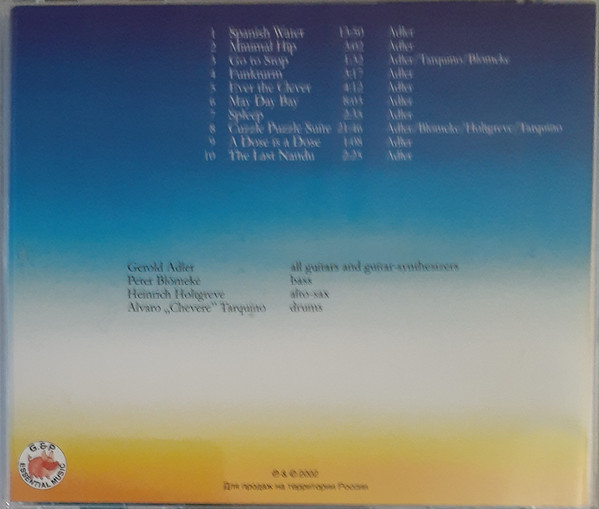 1 Spanish Water 13:50 Adler
2 Minimal Hip 3:02 Adler
3 Go to Stop 1:32 Adler/Tarquino/Blömeke
4 Funkturm 3:17 Adler
5 Ever the Clever 4:12 Adler
6 May Day Bay 8:03 Adler
7 Spleep 2:38 Adler
8 Cuzzle Puzzle Suite 21:46 Adler/Blömeke/Holtgreve/Tarquino
9 A Dose is a Dose 1:08 Adler
10 The Last Nandu 2:25 Adler
Gerold Adler all guitars and guitar-synthesizers
Peter Blömeke bass
Heinrich Holtgreve alto-sax
Alvaro „Chevere" Tarquino drums
G.&P.
ESSENTIAL MUSIC
℗ & © 2002
Для продаж на территории России